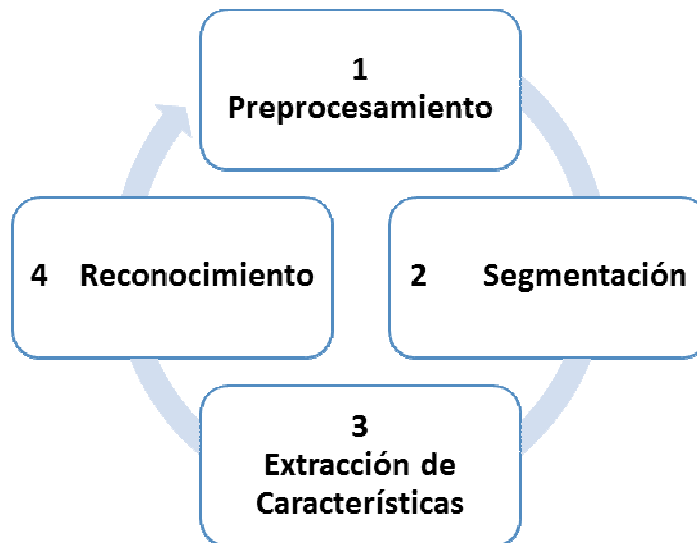 1
Preprocesamiento
2 Segmentación
3
Extracción de
Características
4 Reconocimiento